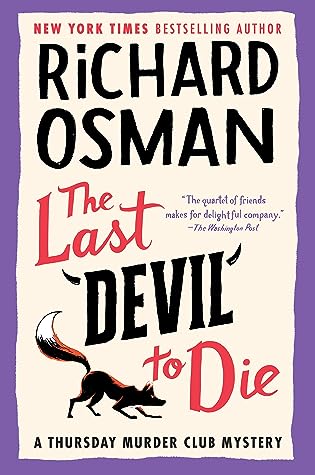 NEW YORK TIMES BESTSELLING AUTHOR
RiCHARD
OSMAN
The
Last
"The quartet of friends
makes for delightful company."
—The Washington Post
DEVIL
to Die
A THURSDAY MURDER CLUB MYSTERY